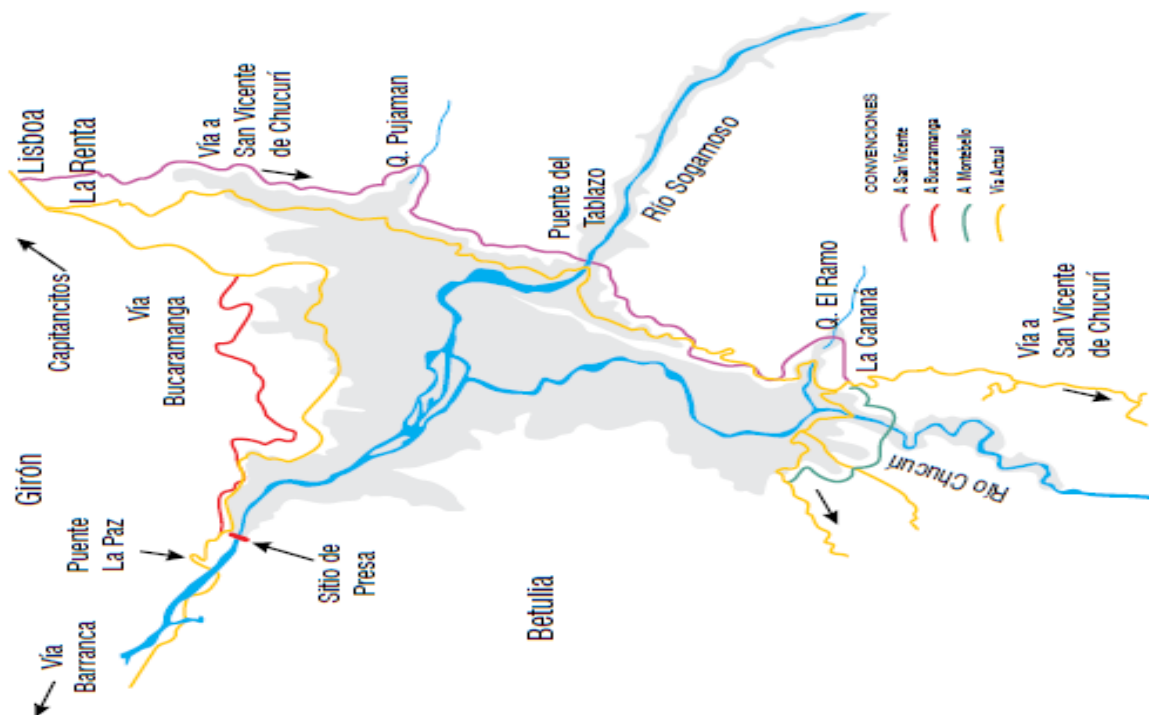 Vía
Barranca
Puente
La Paz
Girón
Sitio de
Presa
Vía
Bucaramanga
Capitancitos
Lisboa
La Renta
Vía a
San Vicente
de Chucurí
Q. Pujaman
Puente del
Tablazo
Río Sogamoso
Betulia
Q. El Ramo
La Canana
Río Chucurí
Vía a
San Vicente
de Chucurí
CONVENCIONES
A San Vicente
A Bucaramanga
A Montebello
Vía Actual